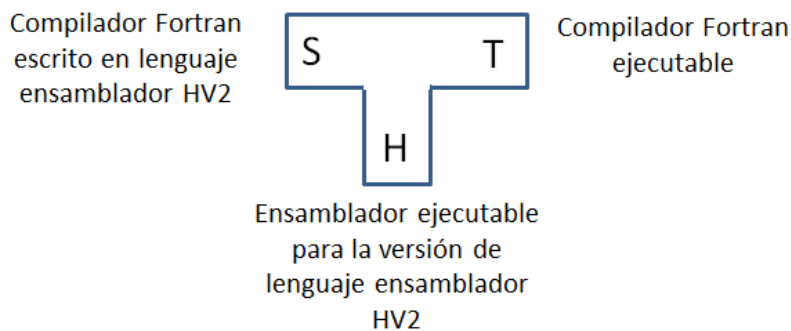 Compilador Fortran
escrito en lenguaje
ensamblador HV2
S
T
Compilador Fortran
ejecutable
H
Ensamblador ejecutable
para la versión de
lenguaje ensamblador
HV2